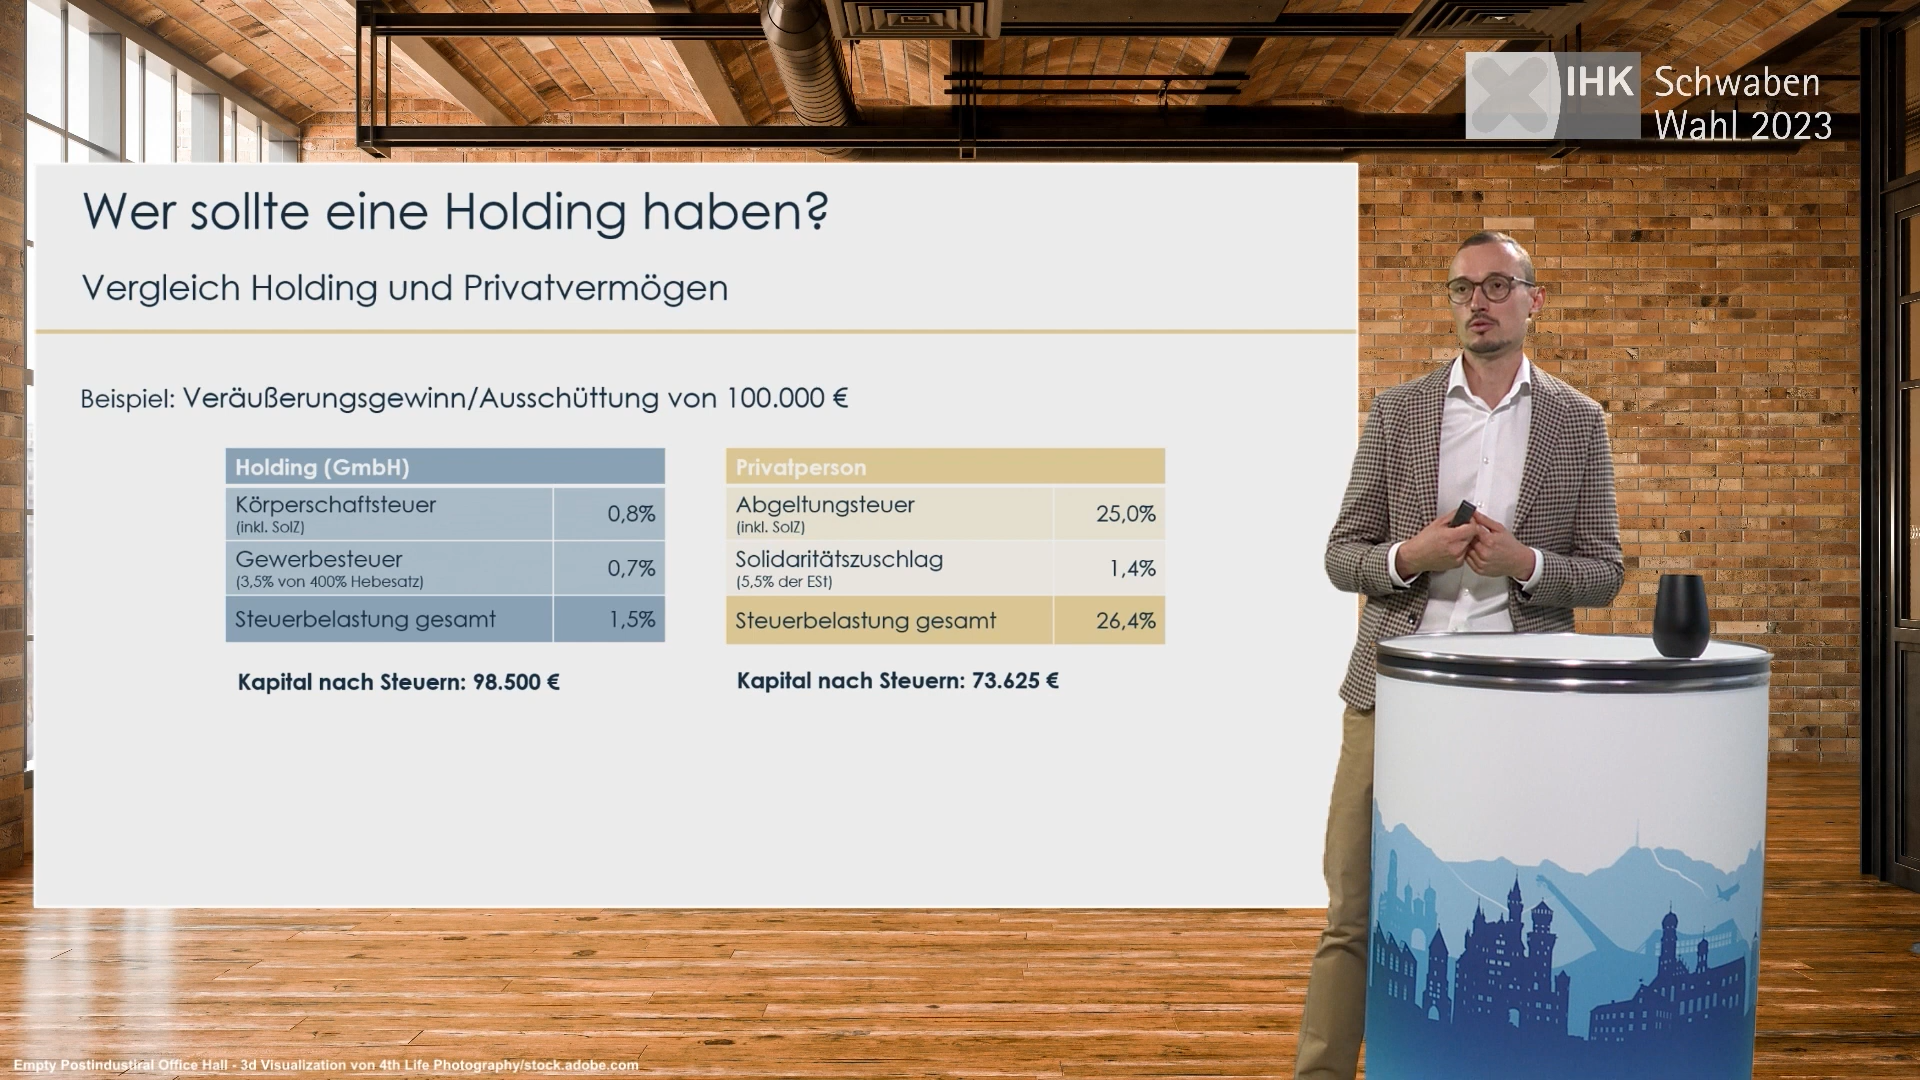 IHK Schwaben
Wahl 2023
Wer sollte eine Holding haben?
Vergleich Holding und Privatvermögen
Beispiel: Veräußerungsgewinn/Ausschüttung von 100.000 €
Holding (GmbH)
Körperschaftsteuer 0,8%
(inkl. SolZ)
Gewerbesteuer 0,7%
(3,5% von 400% Hebesatz)
Steuerbelastung gesamt 1,5%
Kapital nach Steuern: 98.500 €
Privatperson
Abgeltungsteuer 25,0%
(inkl. SolZ)
Solidaritätszuschlag 1,4%
(5,5% der ESt)
Steuerbelastung gesamt 26,4%
Kapital nach Steuern: 73.625 €
Empty Postindustiral Office Hall - 3d Visualization von 4th Life Photography/stock.adobe.com